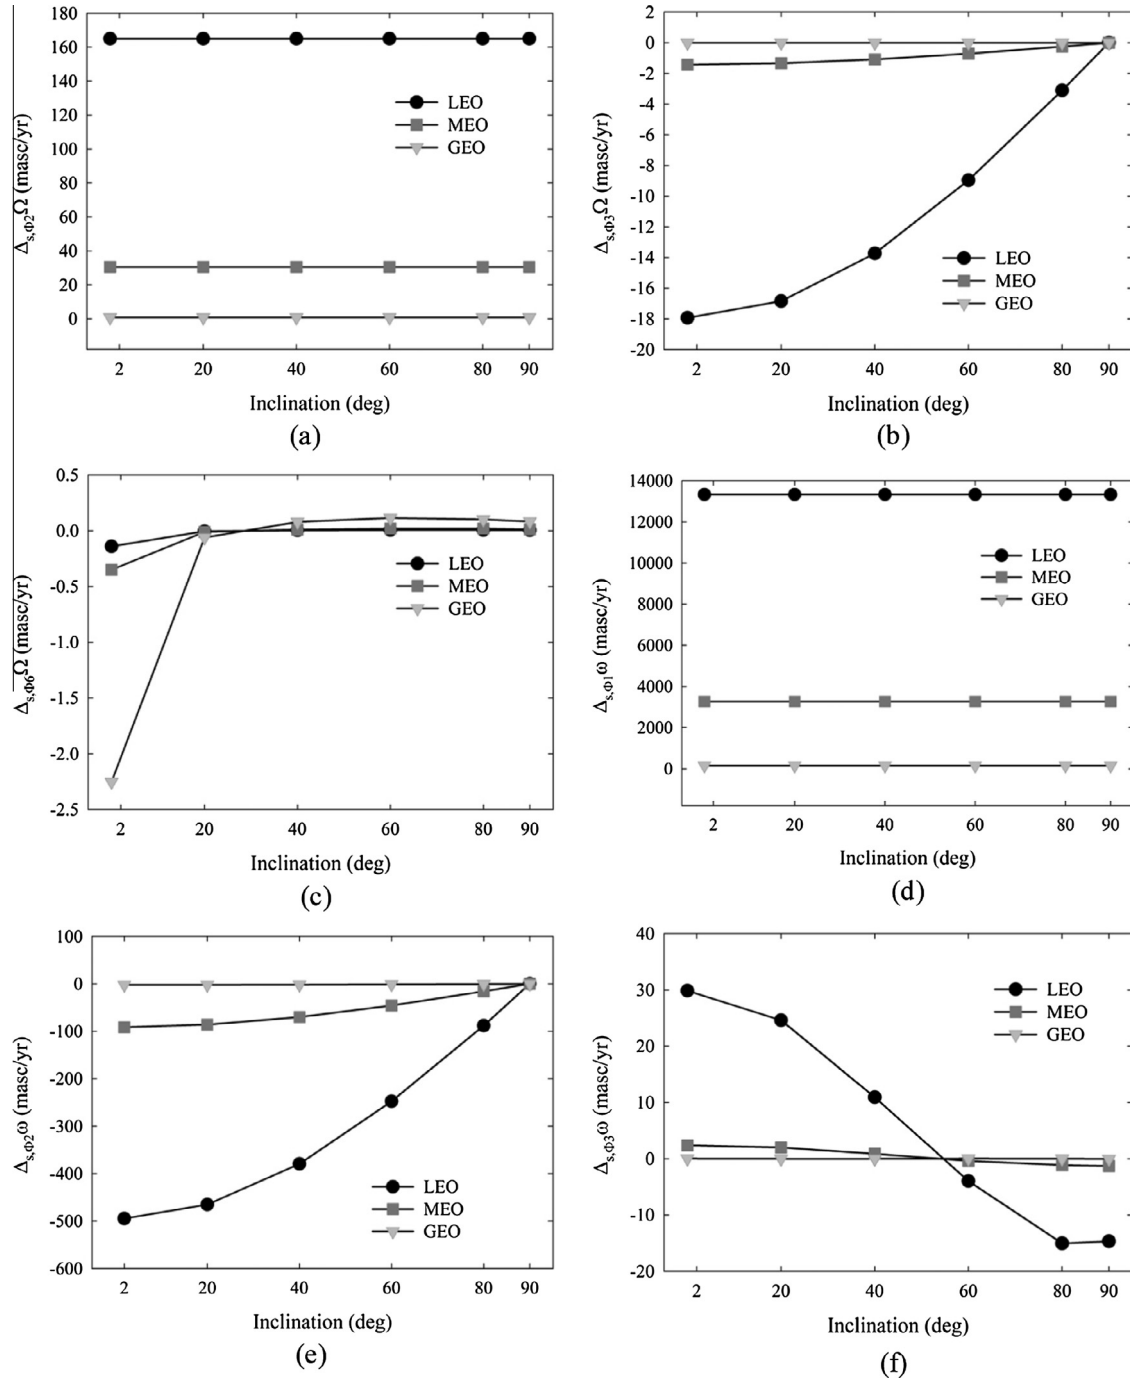 180
160
140
120
100
80
60
40
20
0
Δs,Φ2Ω (masc/yr)
LEO
MEO
GEO
2 20 40 60 80 90
Inclination (deg)
(a)
2
0
-2
-4
-6
-8
-10
-12
-14
-16
-18
-20
Δs,Φ3Ω (masc/yr)
LEO
MEO
GEO
2 20 40 60 80 90
Inclination (deg)
(b)
0.5
0.0
-0.5
-1.0
-1.5
-2.0
-2.5
Δs,Φ6Ω (masc/yr)
LEO
MEO
GEO
2 20 40 60 80 90
Inclination (deg)
(c)
14000
12000
10000
8000
6000
4000
2000
0
Δs,Φ1ω (masc/yr)
LEO
MEO
GEO
2 20 40 60 80 90
Inclination (deg)
(d)
100
0
-100
-200
-300
-400
-500
-600
Δs,Φ2ω (masc/yr)
LEO
MEO
GEO
2 20 40 60 80 90
Inclination (deg)
(e)
40
30
20
10
0
-10
-20
Δs,Φ3ω (masc/yr)
LEO
MEO
GEO
2 20 40 60 80 90
Inclination (deg)
(f)